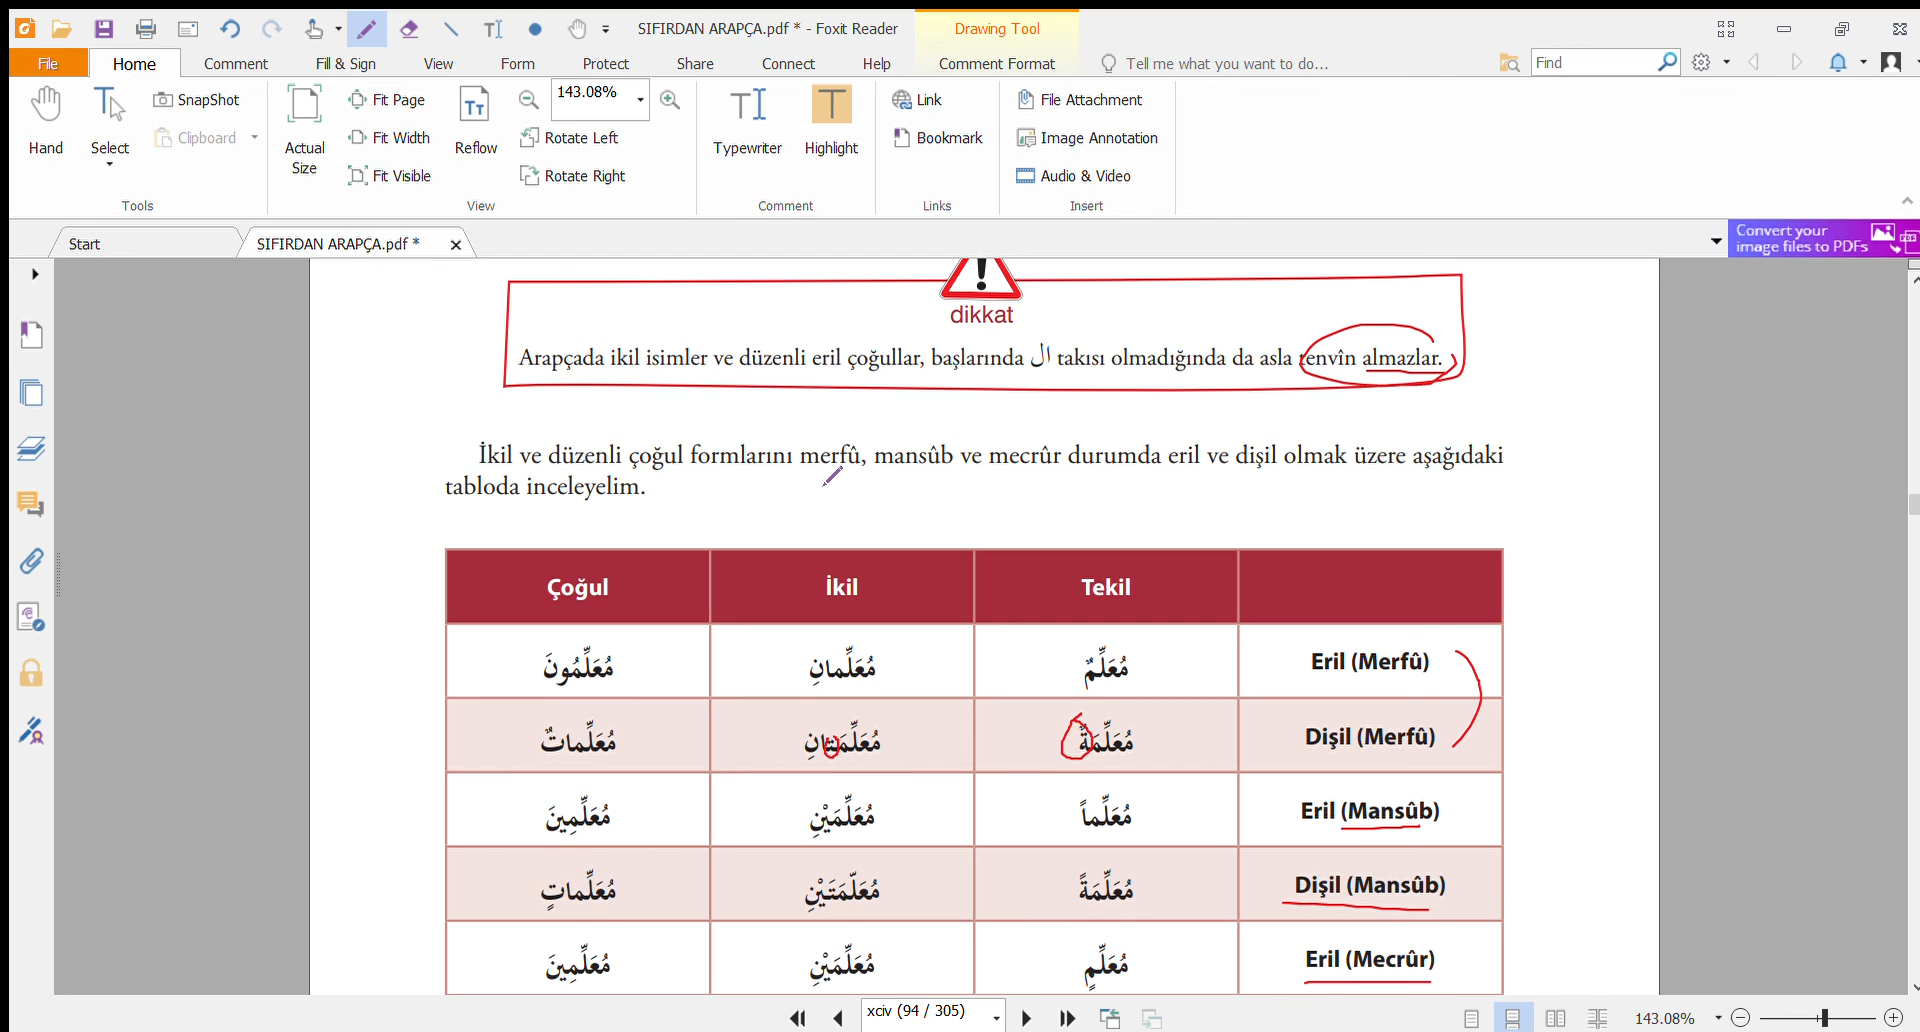 SIFIRDAN ARAPÇA.pdf * - Foxit Reader
Drawing Tool
File
Home
Comment
Fill & Sign
View
Form
Protect
Share
Connect
Help
Comment Format
Tell me what you want to do...
Find
Hand
Select
SnapShot
Clipboard
Tools
Actual Size
Fit Page
Fit Width
Fit Visible
Reflow
143.08%
Rotate Left
Rotate Right
View
Typewriter
Highlight
Comment
Link
Bookmark
Links
File Attachment
Image Annotation
Audio & Video
Insert
Start
SIFIRDAN ARAPÇA.pdf *
Convert your
image files to PDFs
dikkat
Arapçada ikil isimler ve düzenli eril çoğullar, başlarında ال takısı olmadığında da asla tenvîn almazlar.
İkil ve düzenli çoğul formlarını merfû, mansûb ve mecrûr durumda eril ve dişil olmak üzere aşağıdaki
tabloda inceleyelim.
Çoğul İkil Tekil
مُعَلِّمُونَ مُعَلِّمانِ مُعَلِّمٌ Eril (Merfû)
مُعَلِّماتٌ مُعَلِّمَتانِ مُعَلِّمَةٌ Dişil (Merfû)
مُعَلِّمِينَ مُعَلِّمَيْنِ مُعَلِّماً Eril (Mansûb)
مُعَلِّماتٍ مُعَلّمَتَيْنِ مُعَلِّمَةً Dişil (Mansûb)
مُعَلِّمِينَ مُعَلِّمَيْنِ مُعَلِّمٍ Eril (Mecrûr)
xciv (94 / 305)
143.08%